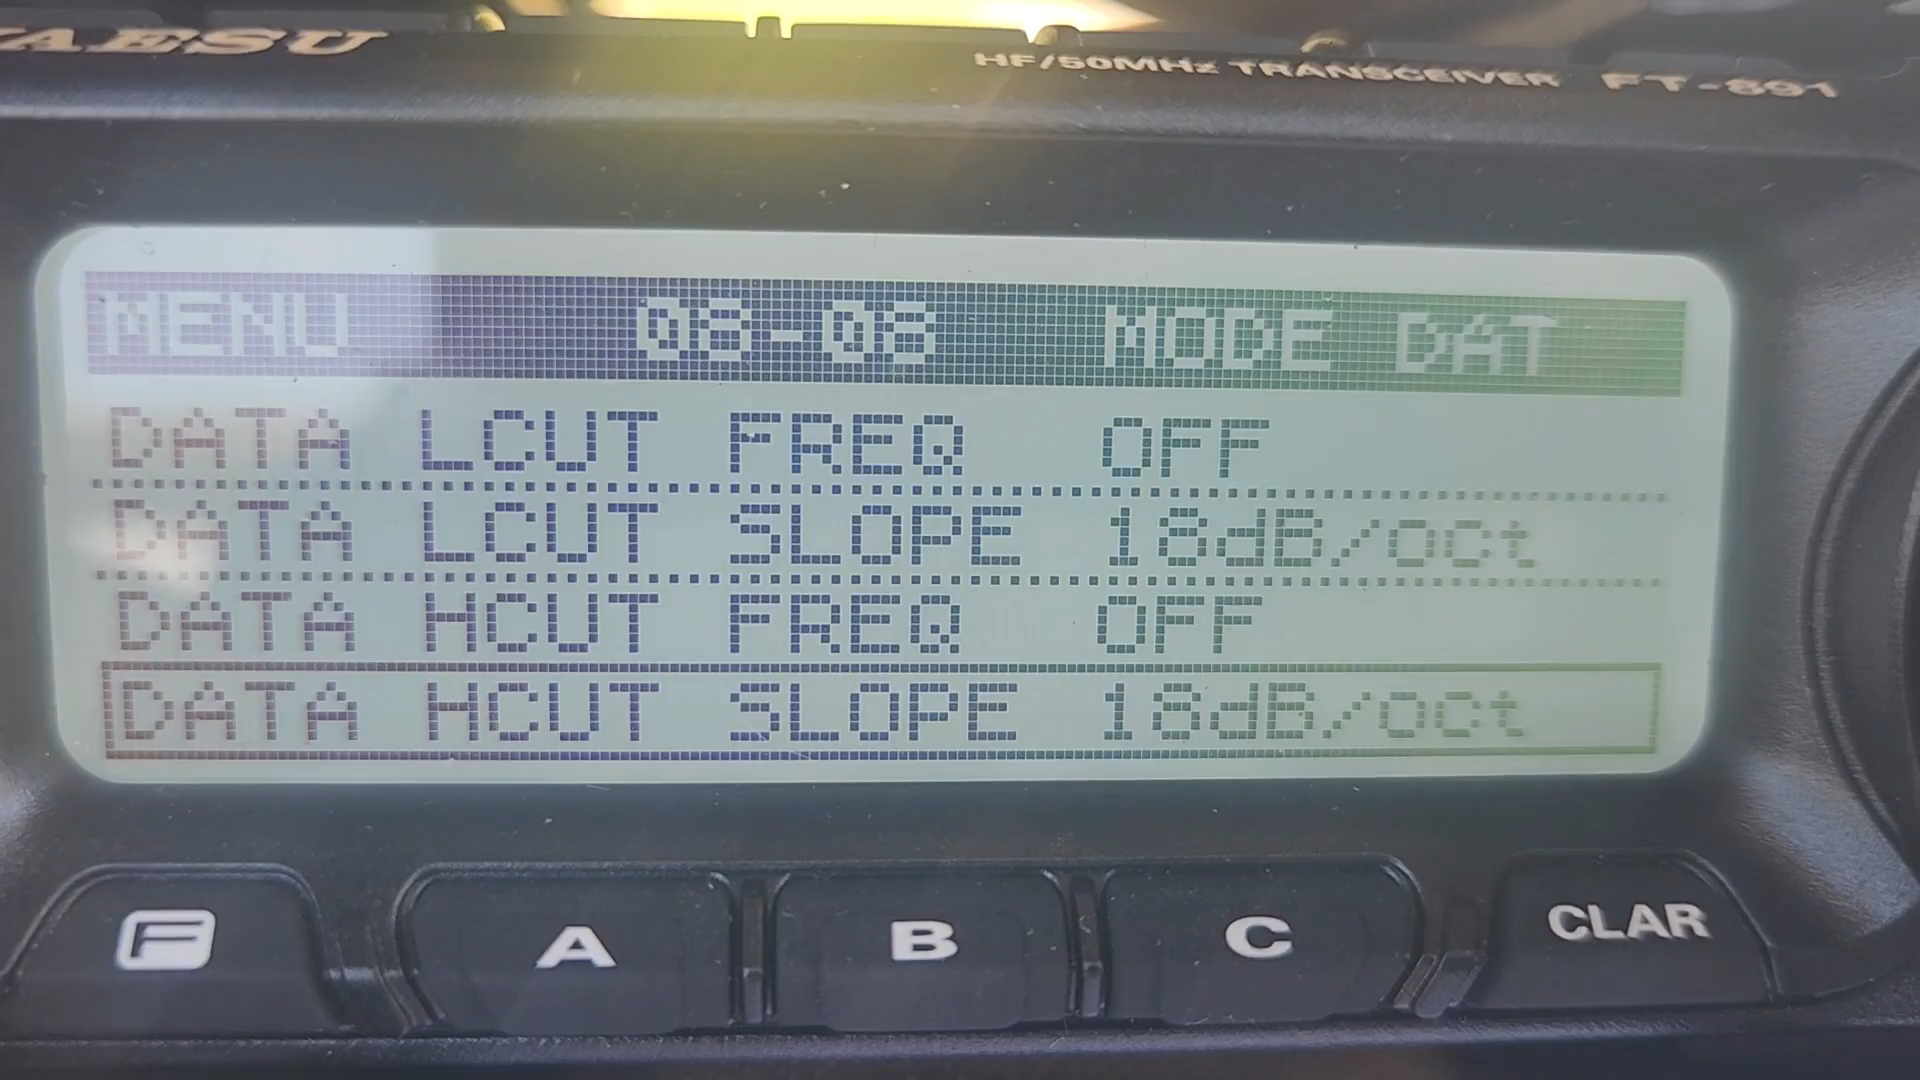 YAESU
HF/50MHz TRANSCEIVER FT-891
MENU 08-08 MODE DAT
DATA LCUT FREQ OFF
DATA LCUT SLOPE 18dB/oct
DATA HCUT FREQ OFF
DATA HCUT SLOPE 18dB/oct
F A B C CLAR